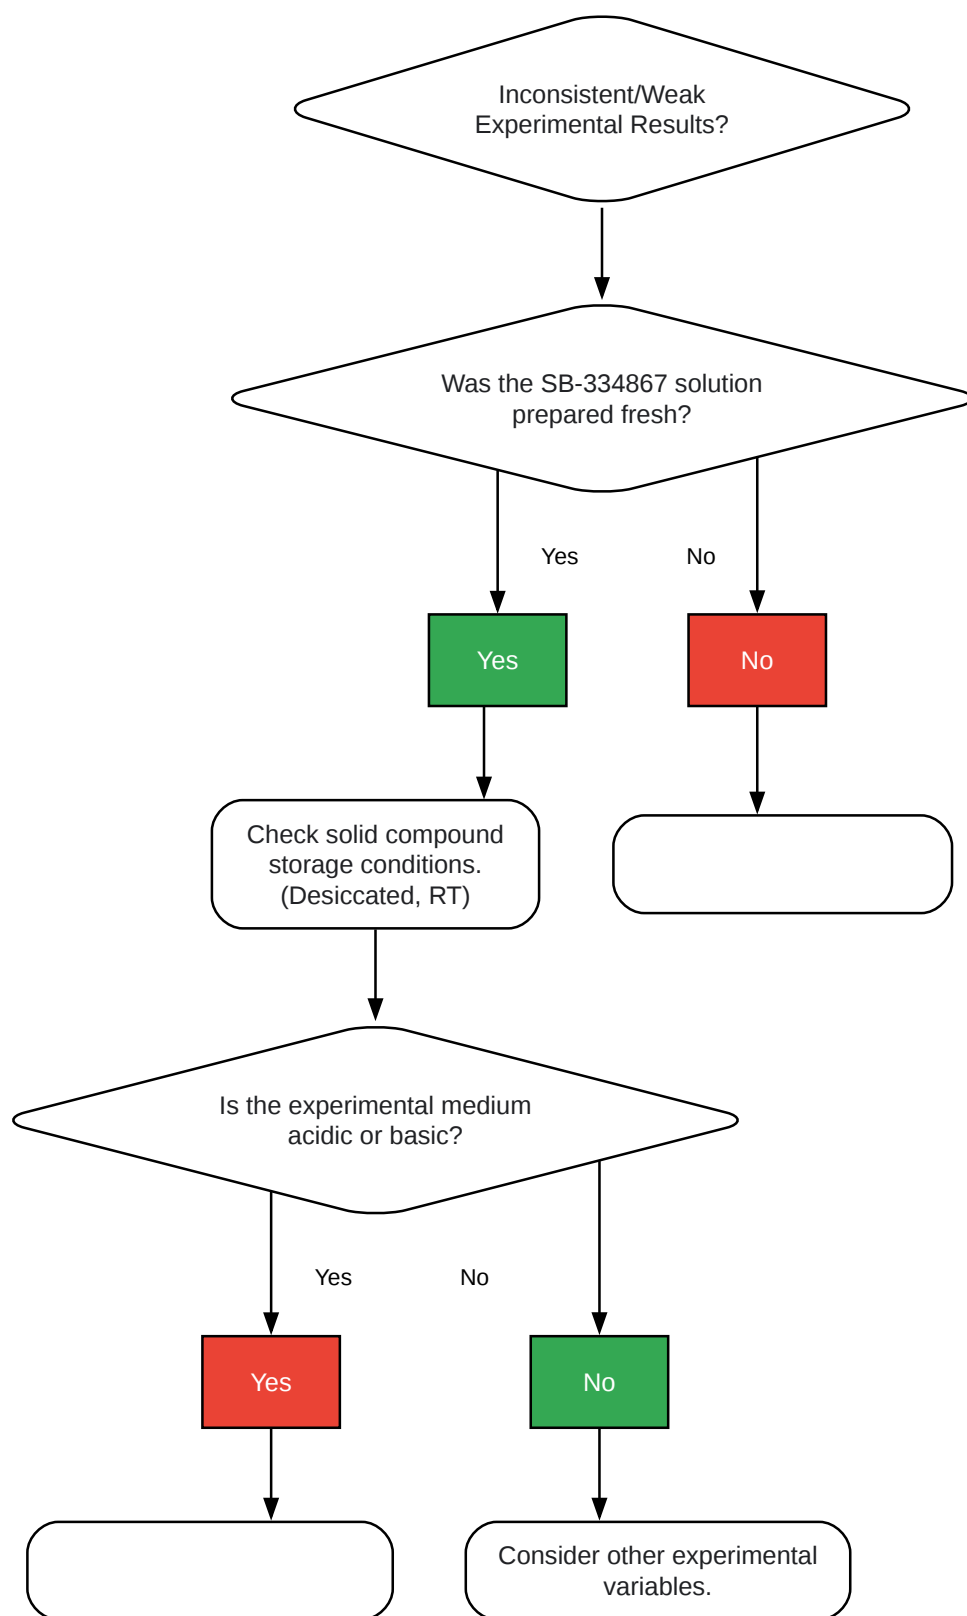 Inconsistent/Weak
Experimental Results?
Was the SB-334867 solution
prepared fresh?
Yes
No
Yes
No
Check solid compound
storage conditions.
(Desiccated, RT)
Is the experimental medium
acidic or basic?
Yes
No
Yes
No
Consider other experimental
variables.